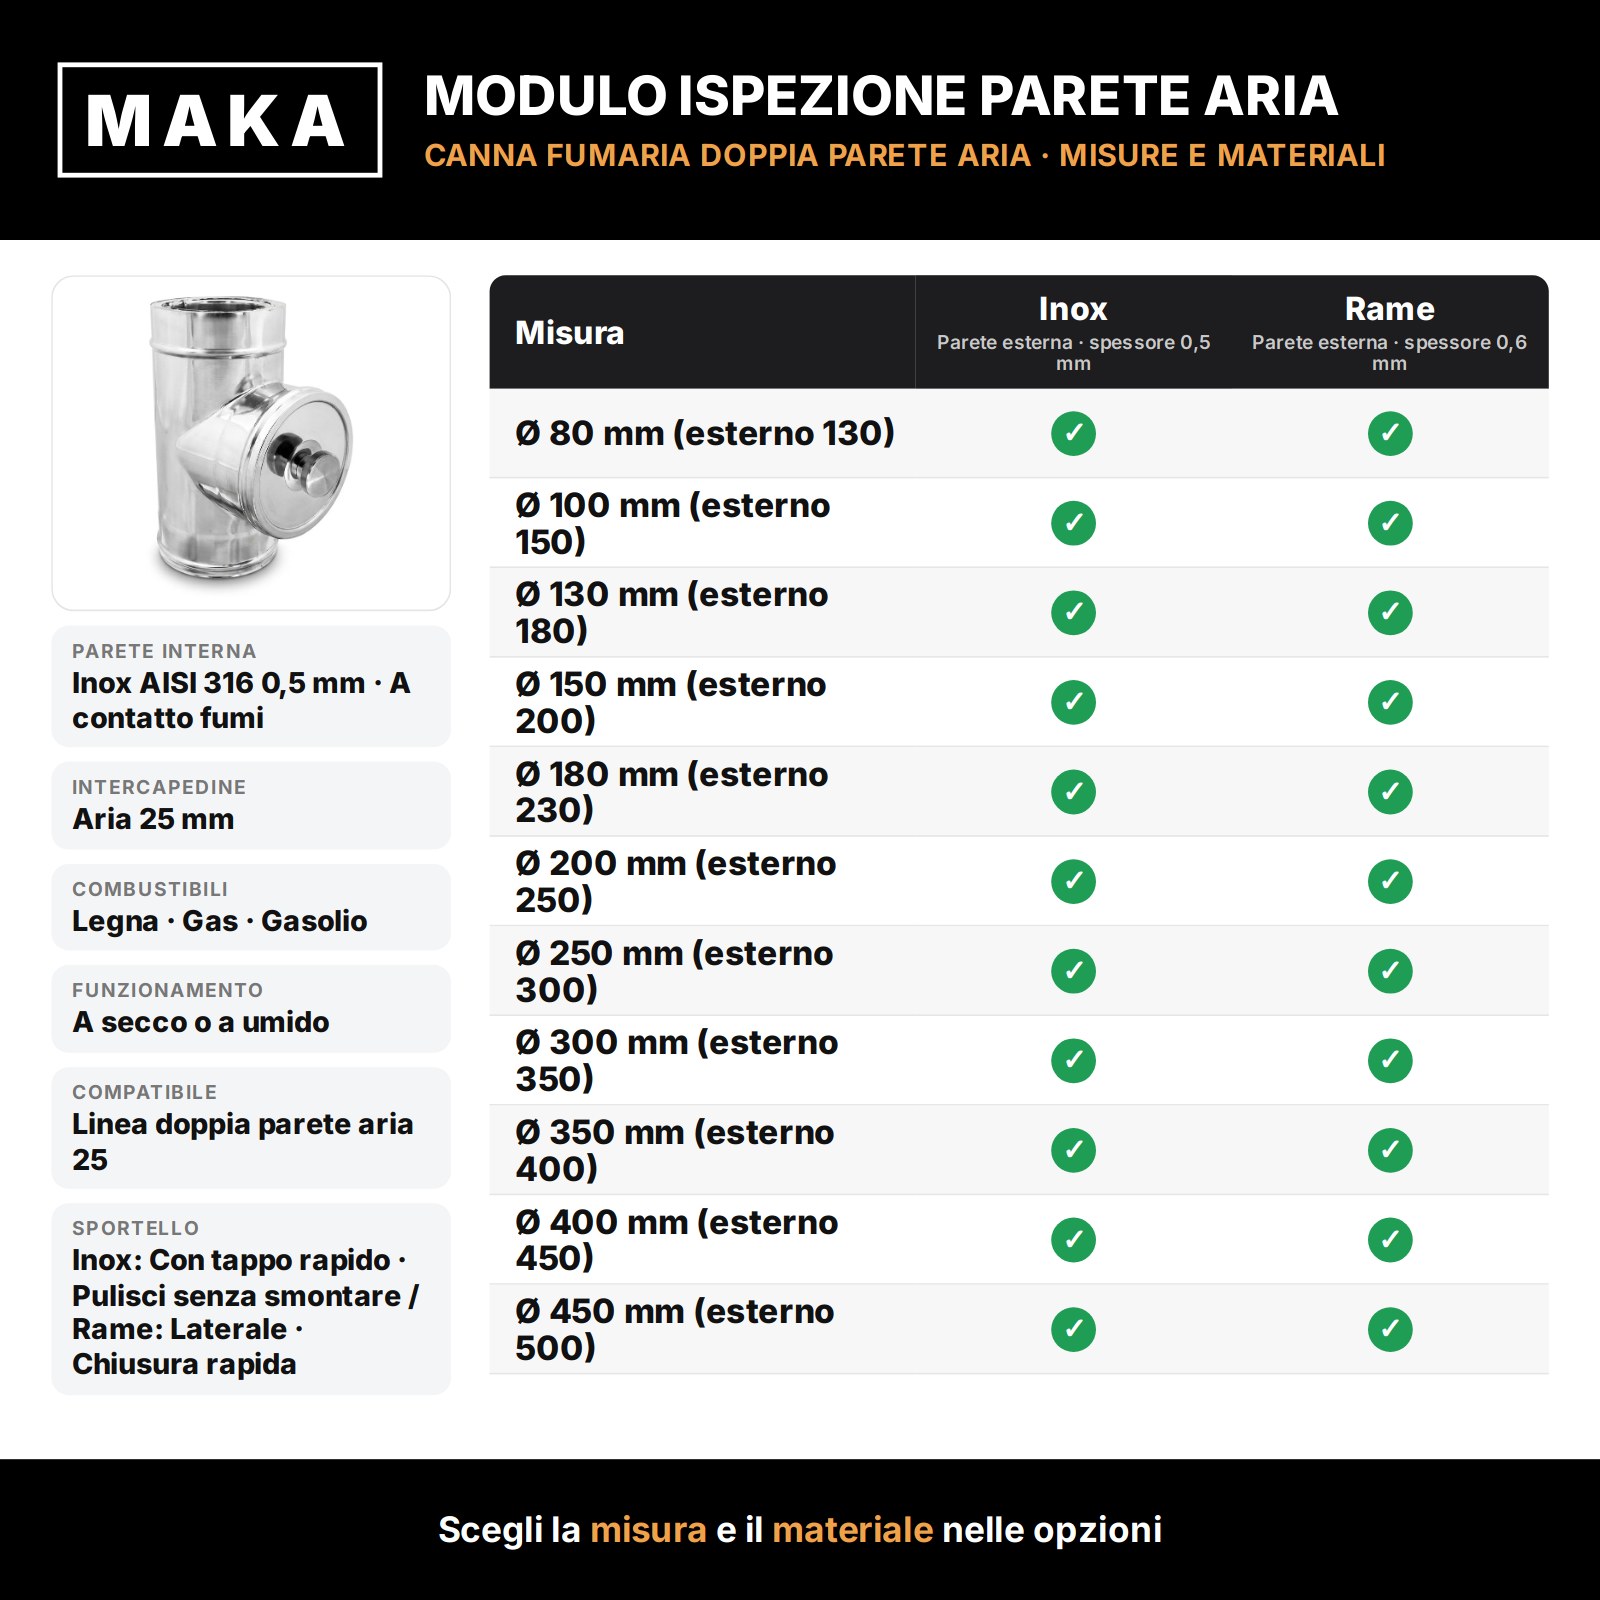 MAKA
MODULO ISPEZIONE PARETE ARIA
CANNA FUMARIA DOPPIA PARETE ARIA · MISURE E MATERIALI
PARETE INTERNA
Inox AISI 316 0,5 mm · A
contatto fumi
INTERCAPEDINE
Aria 25 mm
COMBUSTIBILI
Legna · Gas · Gasolio
FUNZIONAMENTO
A secco o a umido
COMPATIBILE
Linea doppia parete aria
25
SPORTELLO
Inox: Con tappo rapido ·
Pulisci senza smontare /
Rame: Laterale ·
Chiusura rapida
Misura
Inox
Parete esterna · spessore 0,5
mm
Rame
Parete esterna · spessore 0,6
mm
Ø 80 mm (esterno 130) ✓ ✓
Ø 100 mm (esterno
150) ✓ ✓
Ø 130 mm (esterno
180) ✓ ✓
Ø 150 mm (esterno
200) ✓ ✓
Ø 180 mm (esterno
230) ✓ ✓
Ø 200 mm (esterno
250) ✓ ✓
Ø 250 mm (esterno
300) ✓ ✓
Ø 300 mm (esterno
350) ✓ ✓
Ø 350 mm (esterno
400) ✓ ✓
Ø 400 mm (esterno
450) ✓ ✓
Ø 450 mm (esterno
500) ✓ ✓
Scegli la misura e il materiale nelle opzioni